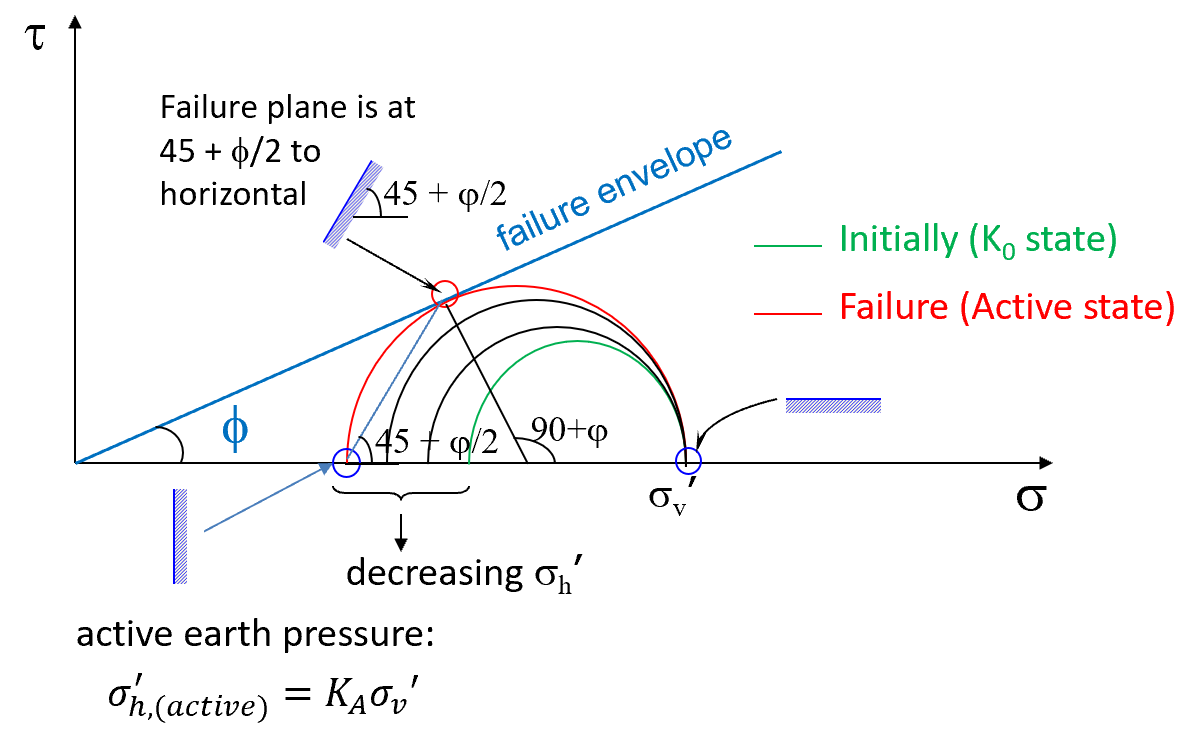 τ
Failure plane is at
45 + ϕ/2 to
horizontal
45 + φ/2
failure envelope
Initially (K₀ state)
Failure (Active state)
ϕ
45 + φ/2
90+φ
σᵥ′
σ
decreasing σₕ′
active earth pressure:
σ′ₕ,₍ₐcₜᵢᵥₑ₎ = K_Aσᵥ′